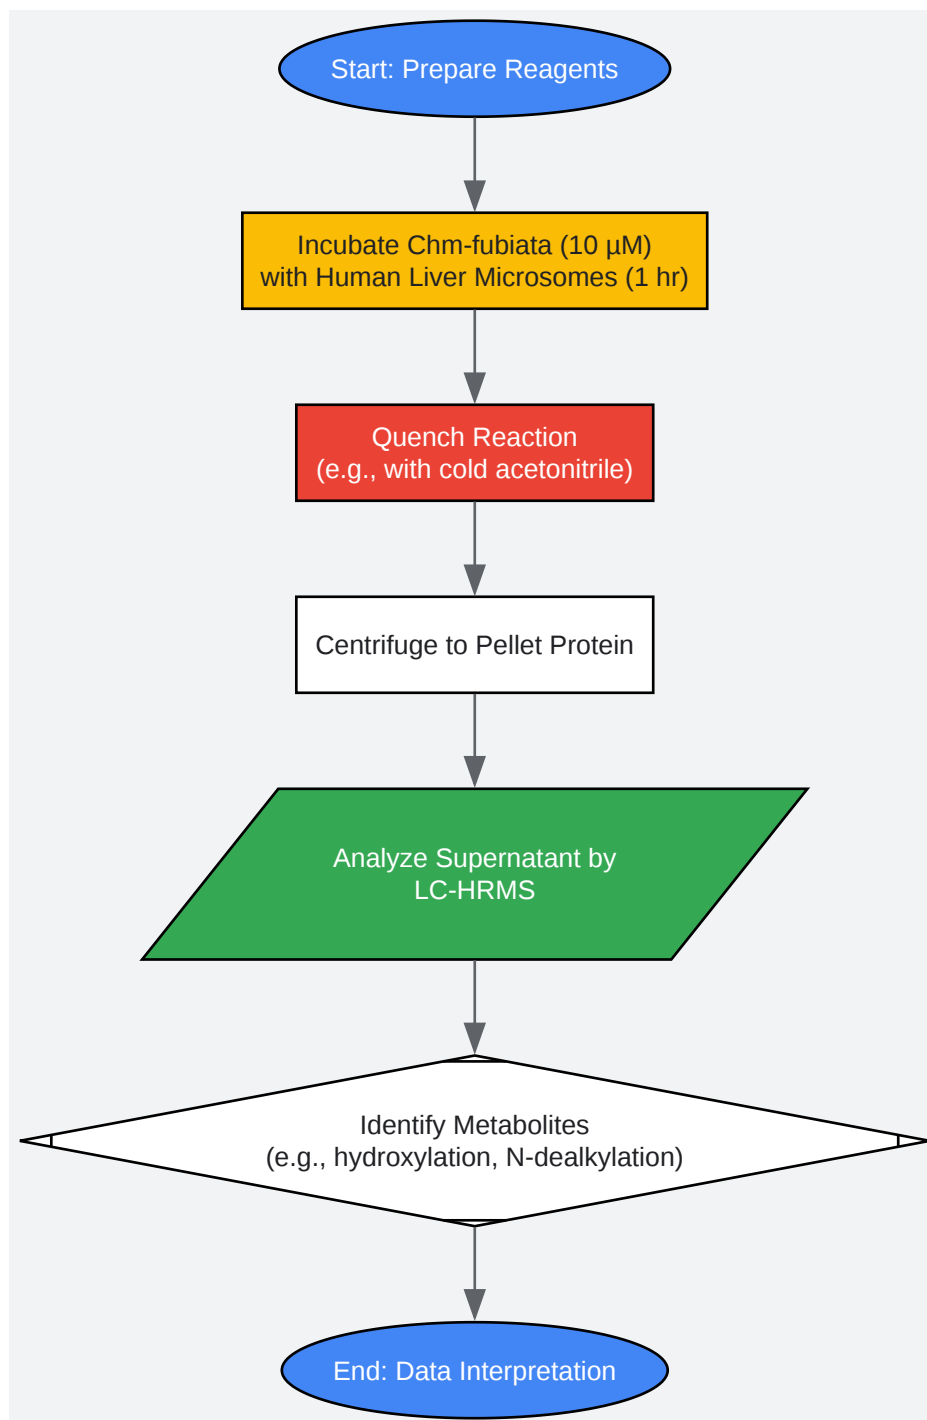 Start: Prepare Reagents
Incubate Chm-fubiata (10 µM)
with Human Liver Microsomes (1 hr)
Quench Reaction
(e.g., with cold acetonitrile)
Centrifuge to Pellet Protein
Analyze Supernatant by
LC-HRMS
Identify Metabolites
(e.g., hydroxylation, N-dealkylation)
End: Data Interpretation